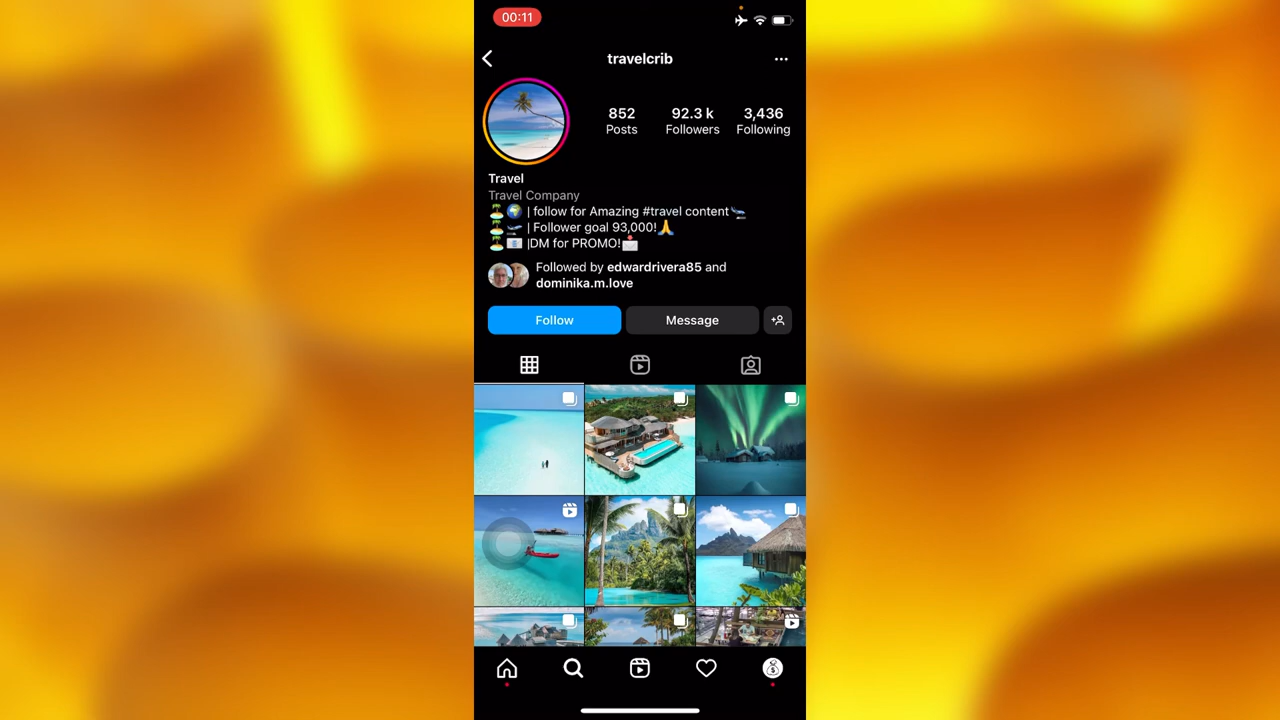 00:11
travelcrib
852
Posts
92.3 k
Followers
3,436
Following
Travel
Travel Company
🏝️🌍 | follow for Amazing #travel content🛫
🏝️🛫 | Follower goal 93,000!🙏
🏝️📧 |DM for PROMO!📩
Followed by edwardrivera85 and
dominika.m.love
Follow
Message